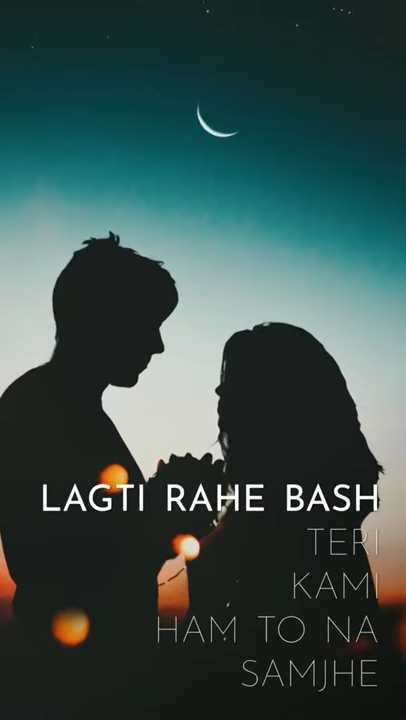 LAGTI RAHE BASH
TERI
KAMI
HAM TO NA
SAMJHE